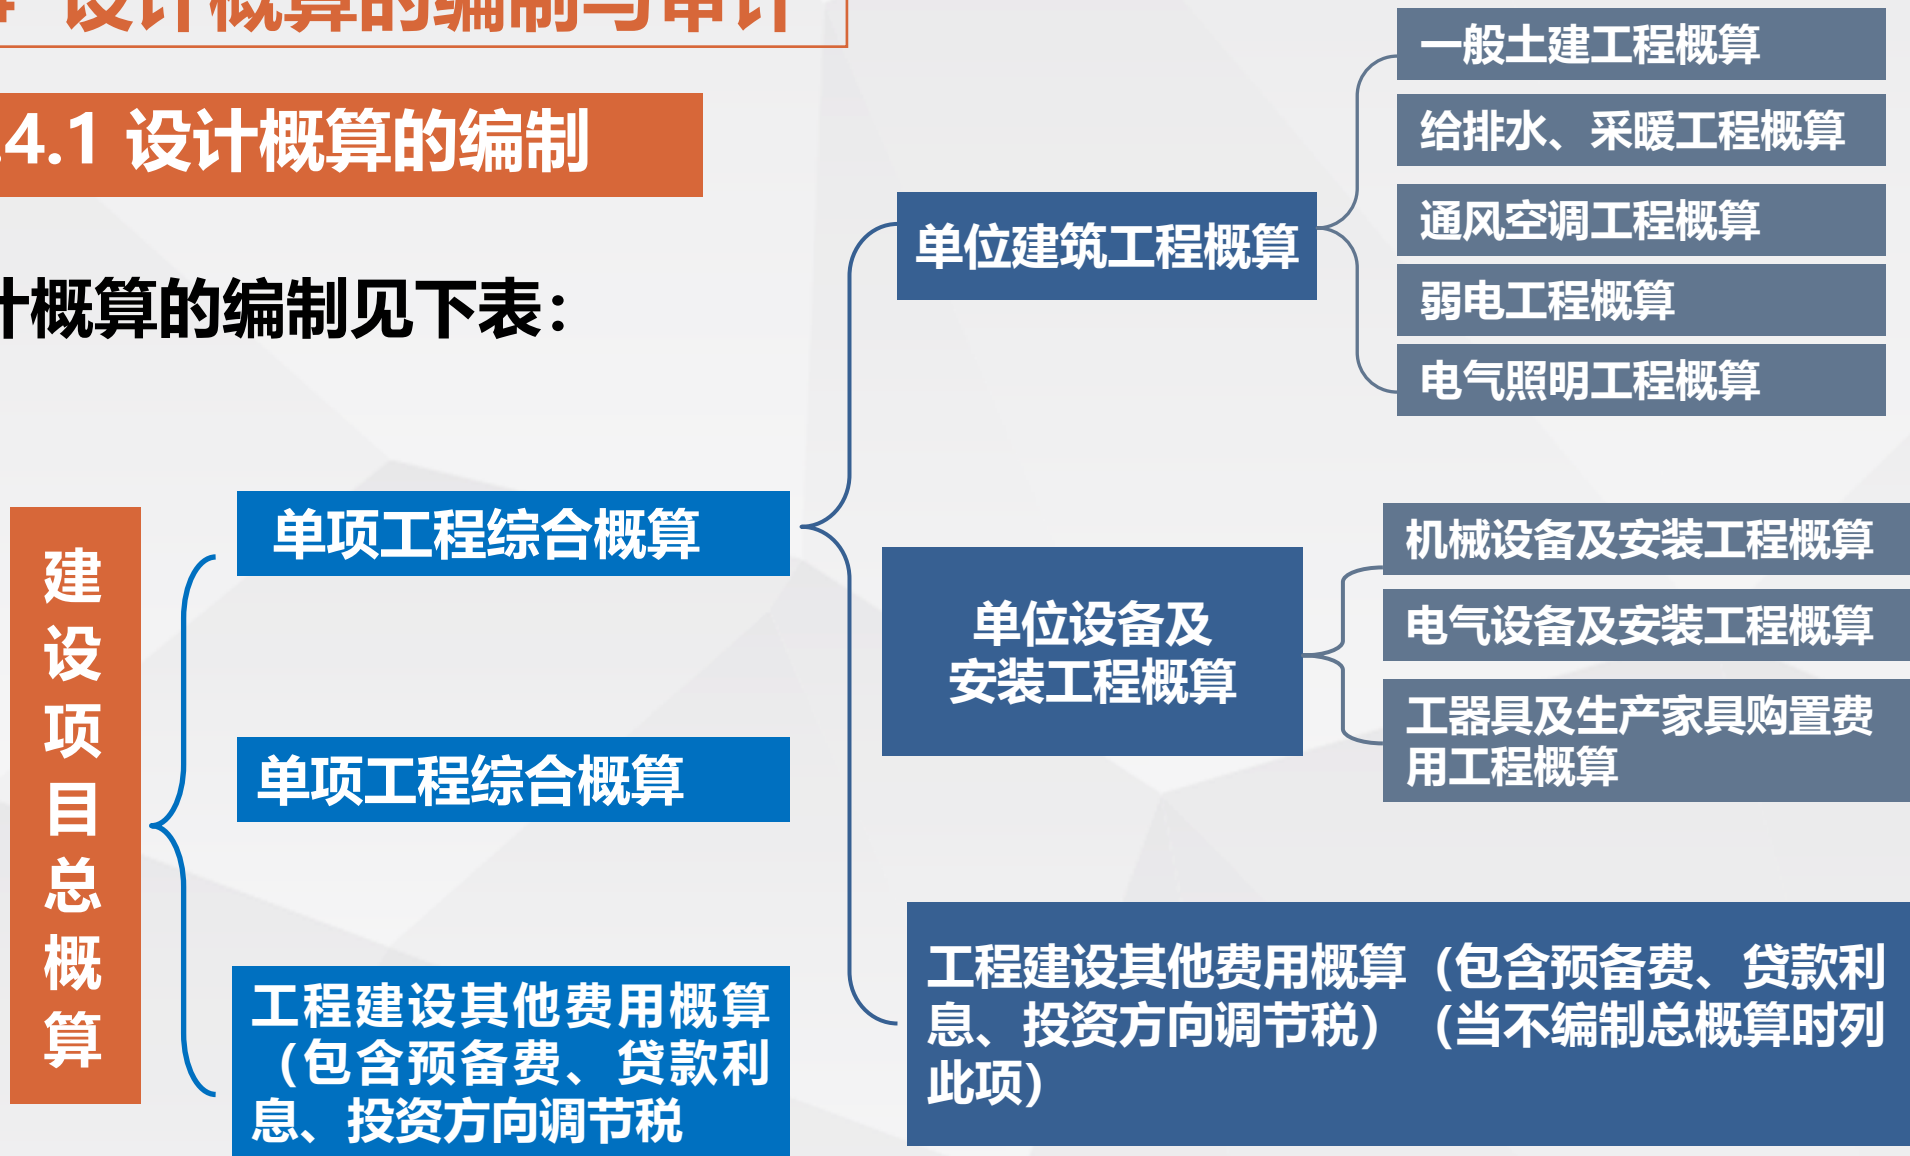 设计概算的编制与审计
.4.1 设计概算的编制
计概算的编制见下表：
建设项目总概算
单项工程综合概算
单项工程综合概算
工程建设其他费用概算
（包含预备费、贷款利
息、投资方向调节税
单位建筑工程概算
一般土建工程概算
给排水、采暖工程概算
通风空调工程概算
弱电工程概算
电气照明工程概算
单位设备及
安装工程概算
机械设备及安装工程概算
电气设备及安装工程概算
工器具及生产家具购置费
用工程概算
工程建设其他费用概算（包含预备费、贷款利
息、投资方向调节税）（当不编制总概算时列
此项）